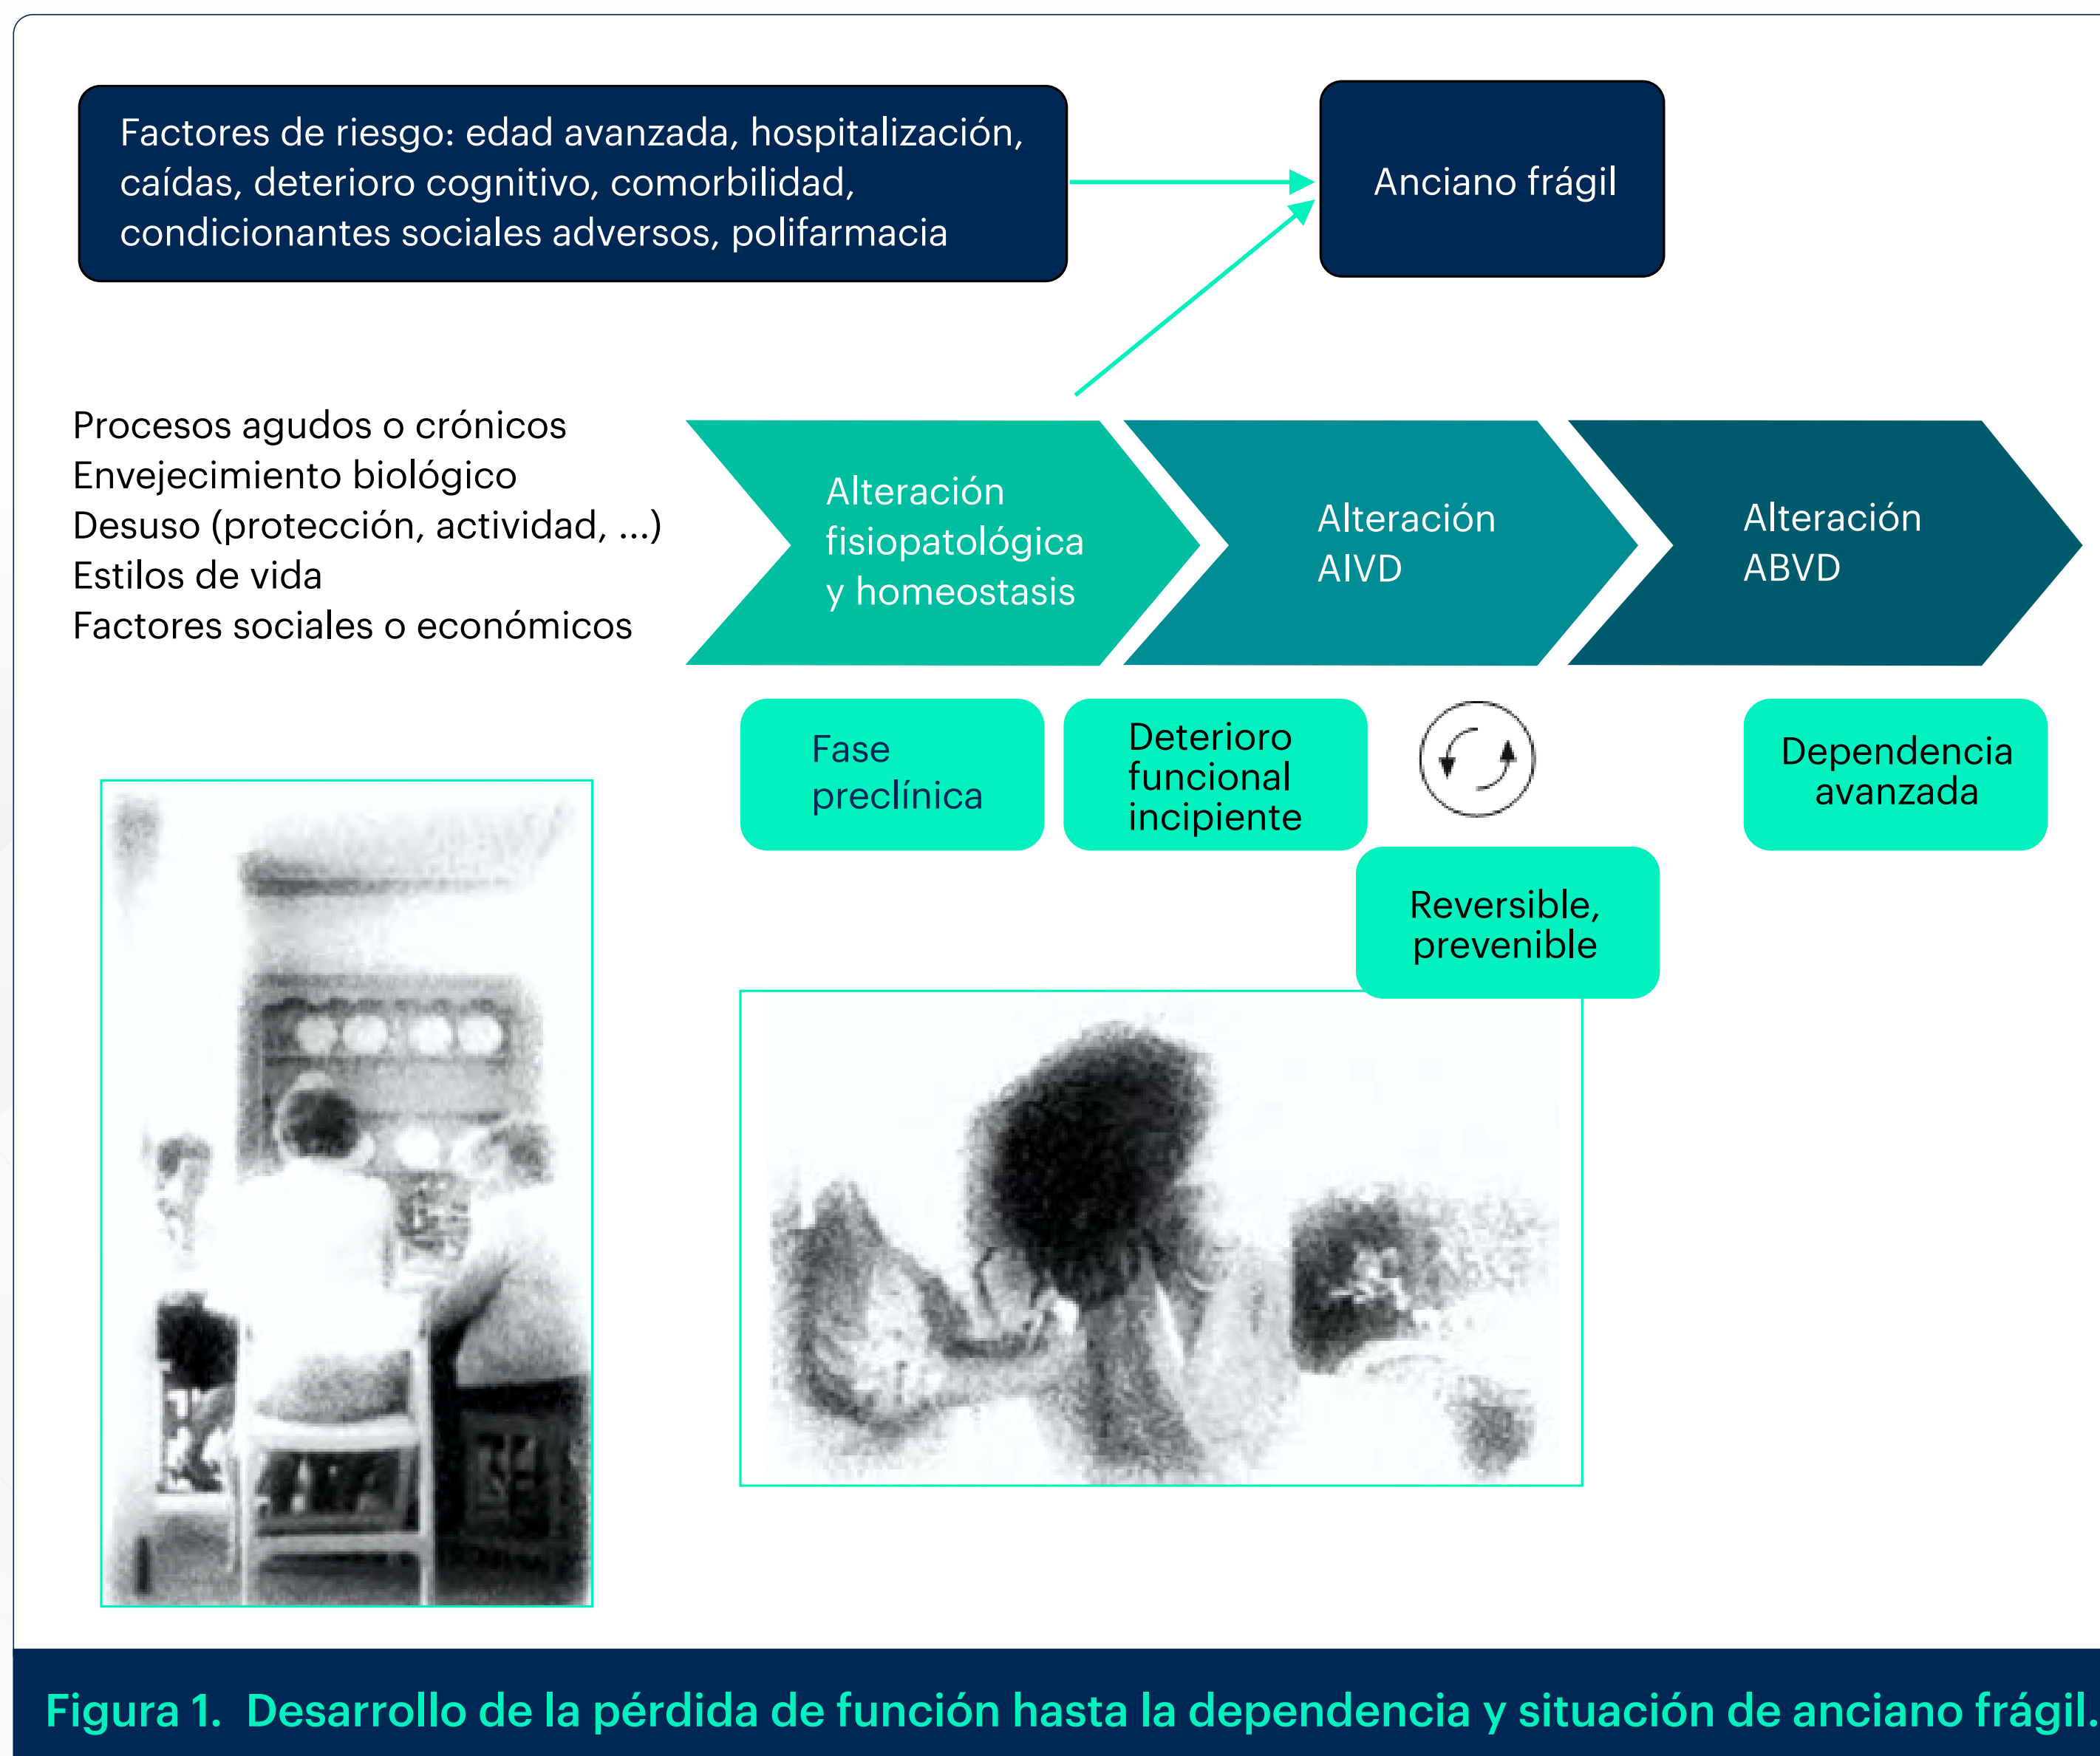 Factores de riesgo: edad avanzada, hospitalización,
caídas, deterioro cognitivo, comorbilidad,
condicionantes sociales adversos, polifarmacia
Anciano frágil
Procesos agudos o crónicos
Envejecimiento biológico
Desuso (protección, actividad, ...)
Estilos de vida
Factores sociales o económicos
Alteración
fisiopatológica
y homeostasis
Alteración
AIVD
Alteración
ABVD
Fase
preclínica
Deterioro
funcional
incipiente
Reversible,
prevenible
Dependencia
avanzada
Figura 1. Desarrollo de la pérdida de función hasta la dependencia y situación de anciano frágil.